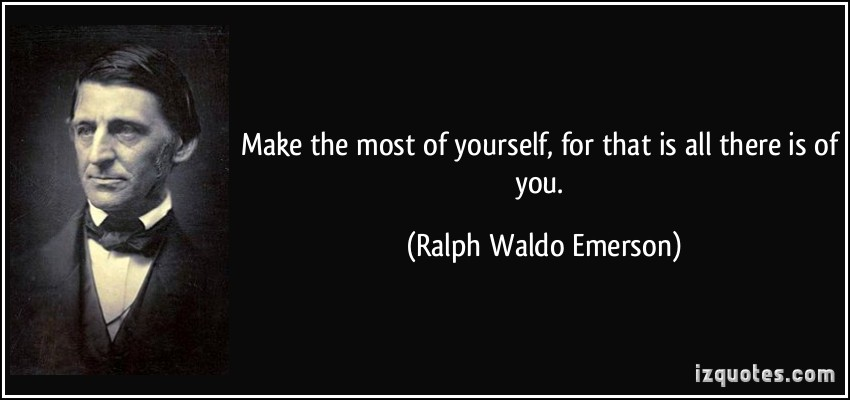 Make the most of yourself, for that is all there is of
you.
(Ralph Waldo Emerson)
izquotes.com